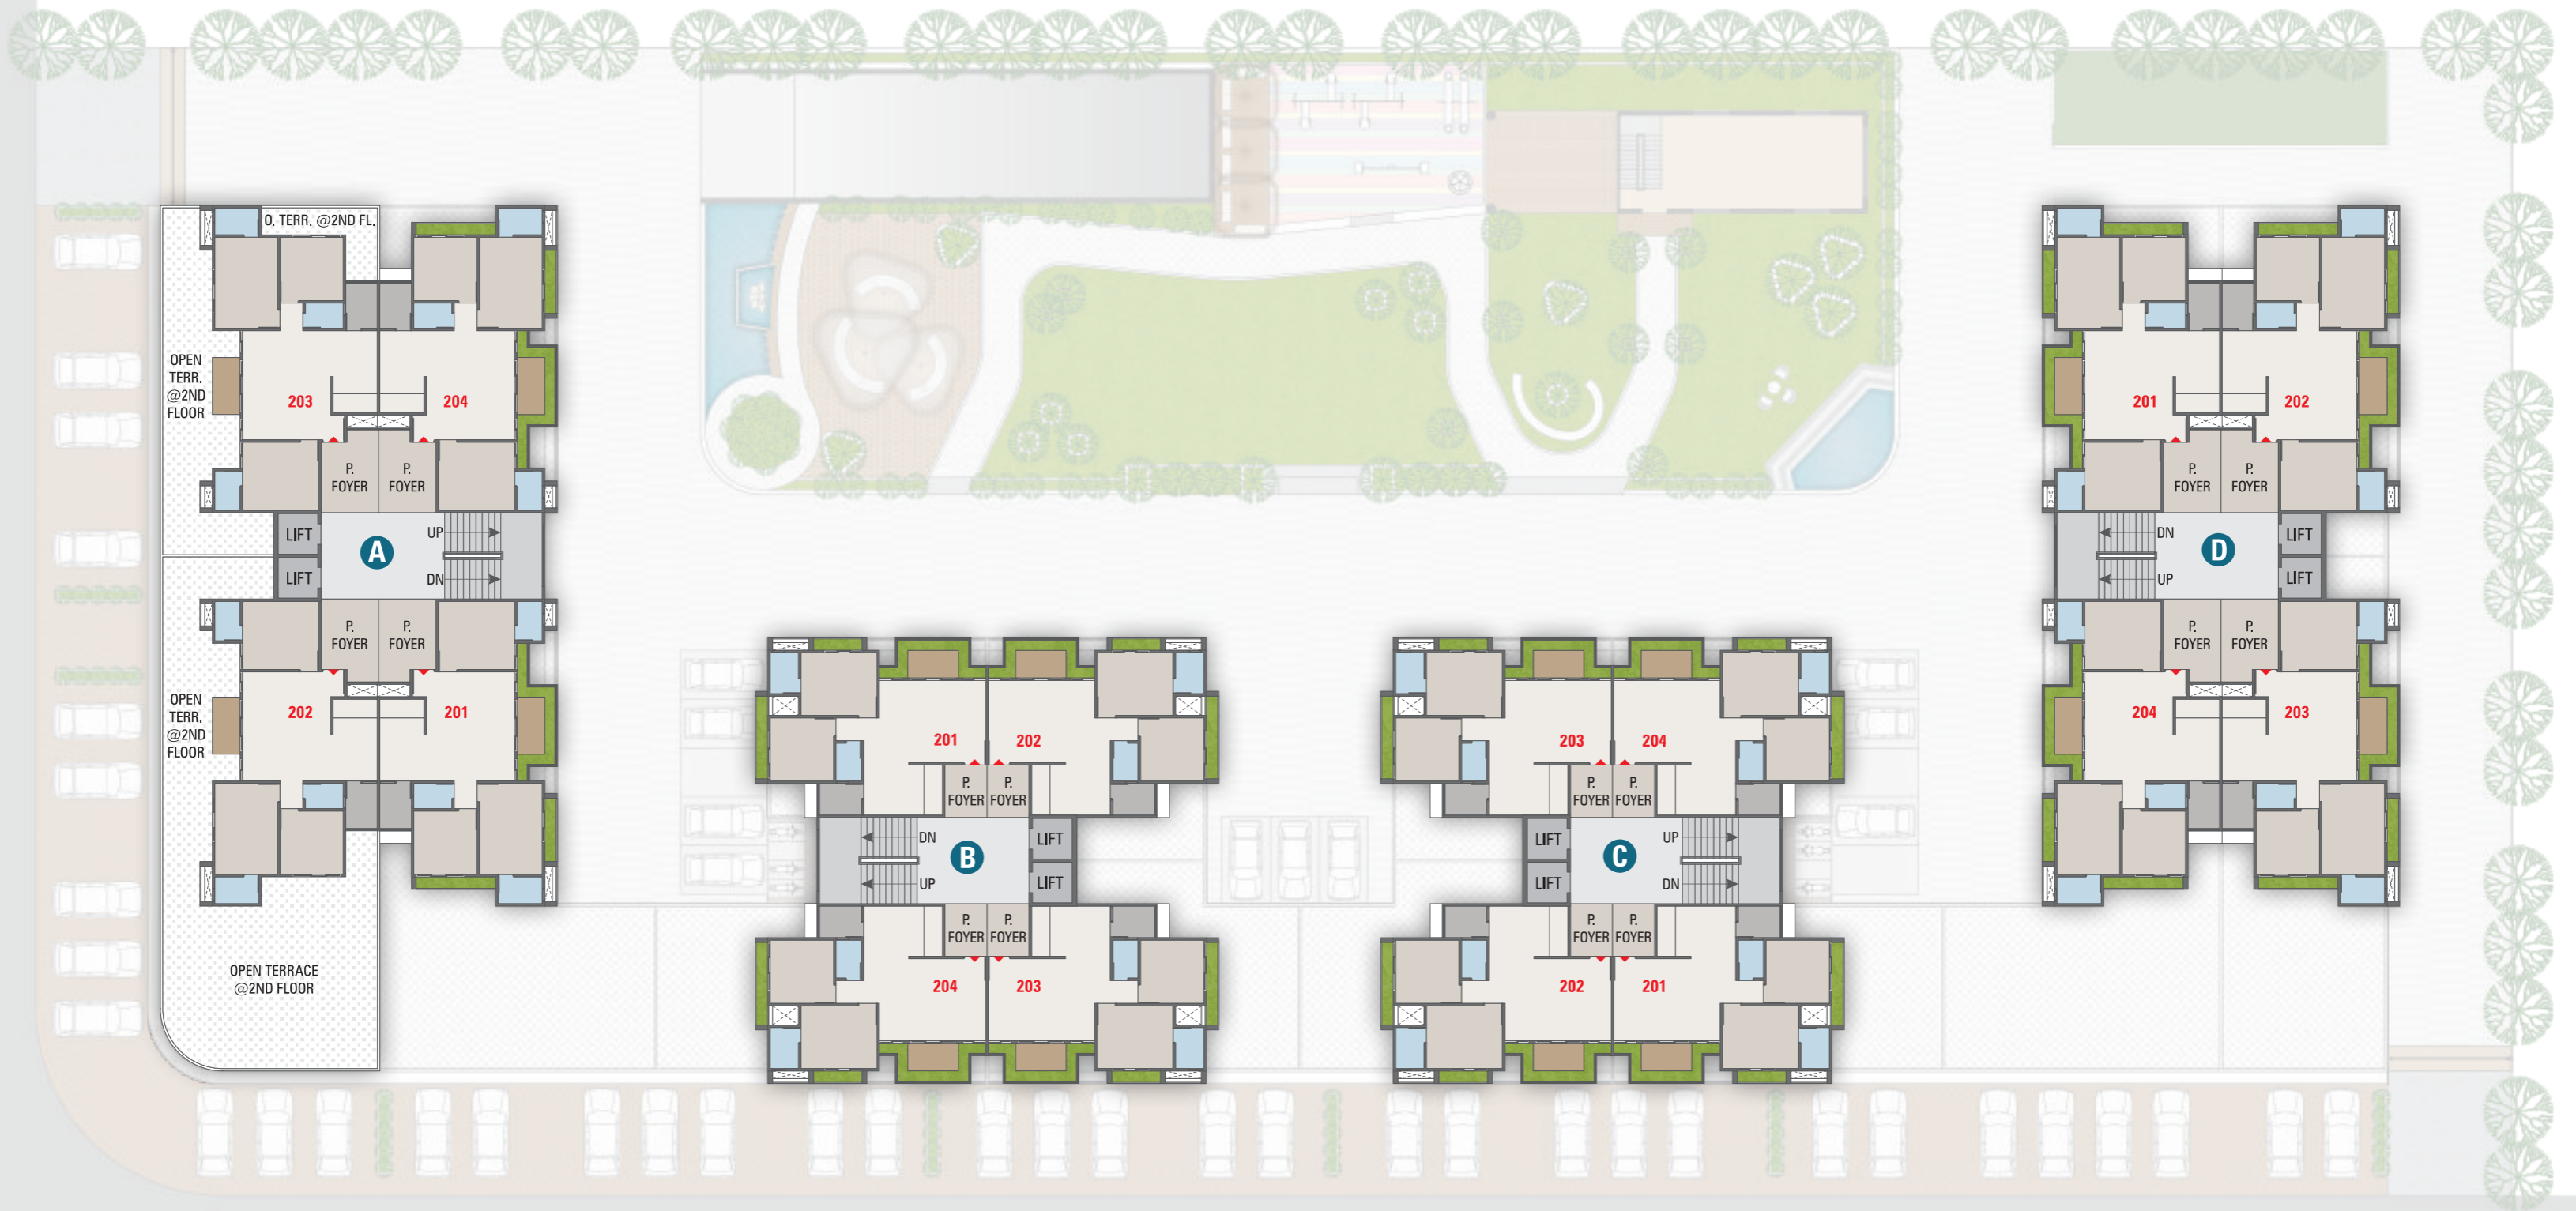 O. TERR. @2ND FL.
OPEN
TERR.
@2ND
FLOOR
203
204
P.
FOYER
P.
FOYER
LIFT
LIFT
A
UP
DN
P.
FOYER
P.
FOYER
OPEN
TERR.
@2ND
FLOOR
202
201
OPEN TERRACE
@2ND FLOOR
201
202
P.
FOYER
P.
FOYER
DN
UP
B
LIFT
LIFT
P.
FOYER
P.
FOYER
204
203
203
204
P.
FOYER
P.
FOYER
LIFT
LIFT
C
UP
DN
P.
FOYER
P.
FOYER
202
201
201
202
P.
FOYER
P.
FOYER
DN
UP
D
LIFT
LIFT
P.
FOYER
P.
FOYER
204
203